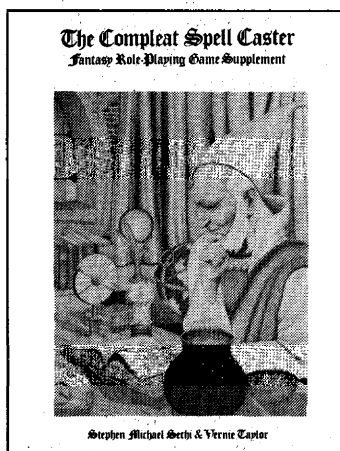 The Compleat Spell Caster
Fantasy Role-Playing Game Supplement
Stephen Michael Sechi & Vernie Taylor